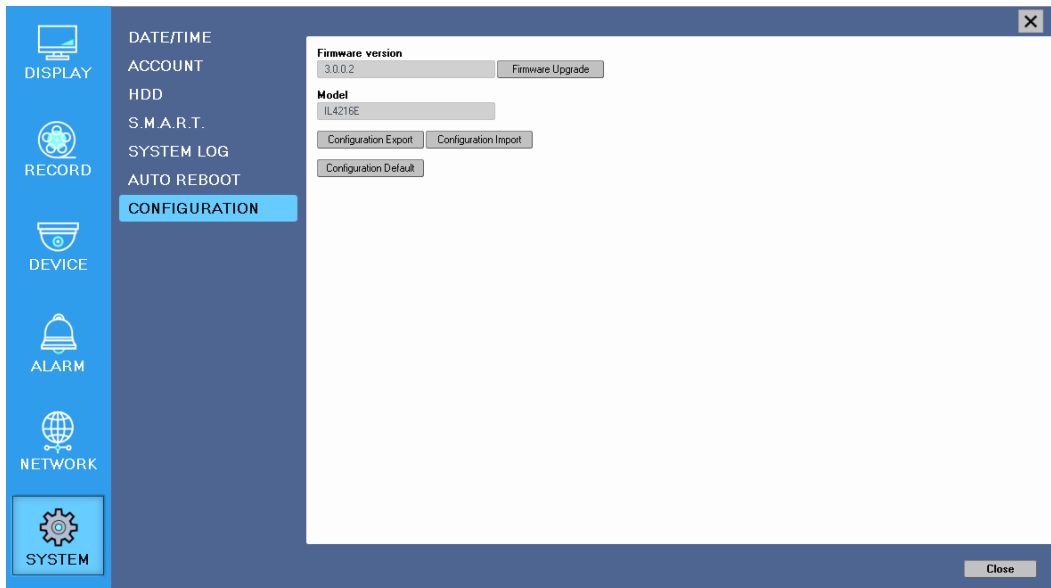 DISPLAY
RECORD
DEVICE
ALARM
NETWORK
SYSTEM
DATE/TIME
ACCOUNT
HDD
S.M.A.R.T.
SYSTEM LOG
AUTO REBOOT
CONFIGURATION
Firmware version
3.0.0.2 Firmware Upgrade
Model
IL4216E
Configuration Export Configuration Import
Configuration Default
Close